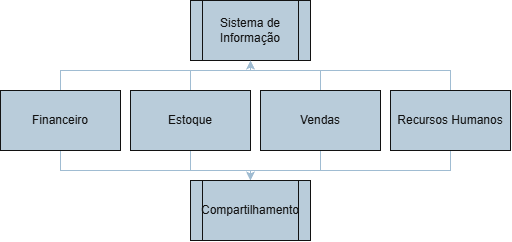 Sistema de
Informação
Financeiro
Estoque
Vendas
Recursos Humanos
Compartilhamento